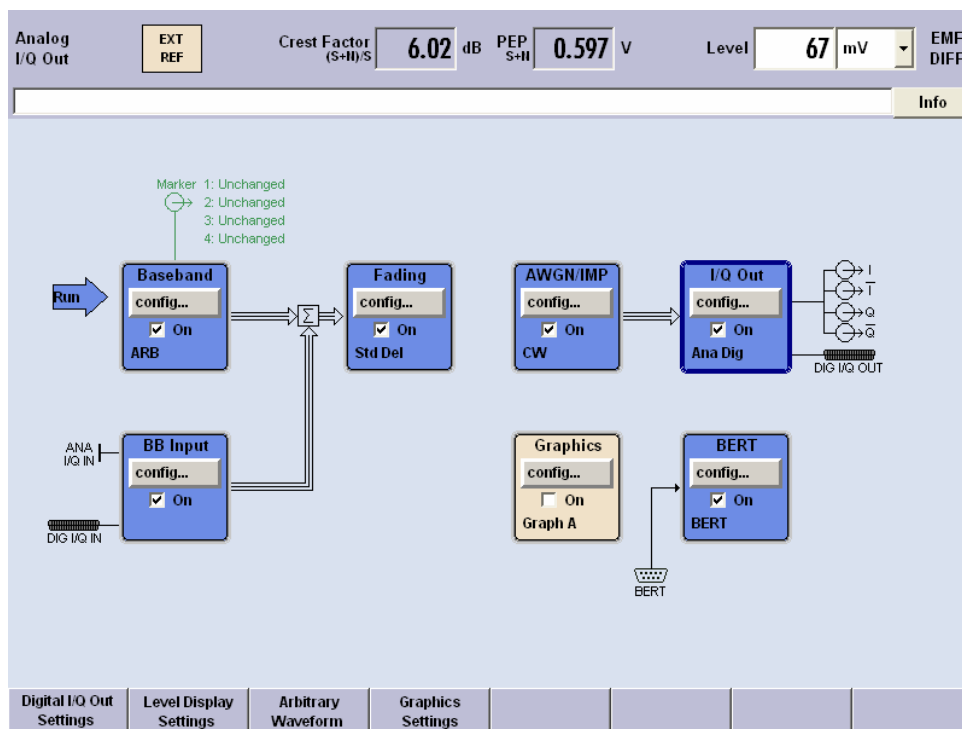 Analog
I/Q Out
EXT
REF
Crest Factor
(S+N)/S
6.02 dB
PEP
S+N
0.597 V
Level
67 mV
EMF
DIFF
Info
Marker 1: Unchanged
2: Unchanged
3: Unchanged
4: Unchanged
Run
Baseband
config...
On
ARB
Σ
Fading
config...
On
Std Del
AWGN/IMP
config...
On
CW
I/Q Out
config...
On
Ana Dig
I
I̅
Q
Q̅
DIG I/Q OUT
ANA
I/Q IN
DIG I/Q IN
BB Input
config...
On
Graphics
config...
On
Graph A
BERT
config...
On
BERT
BERT
Digital I/Q Out
Settings
Level Display
Settings
Arbitrary
Waveform
Graphics
Settings